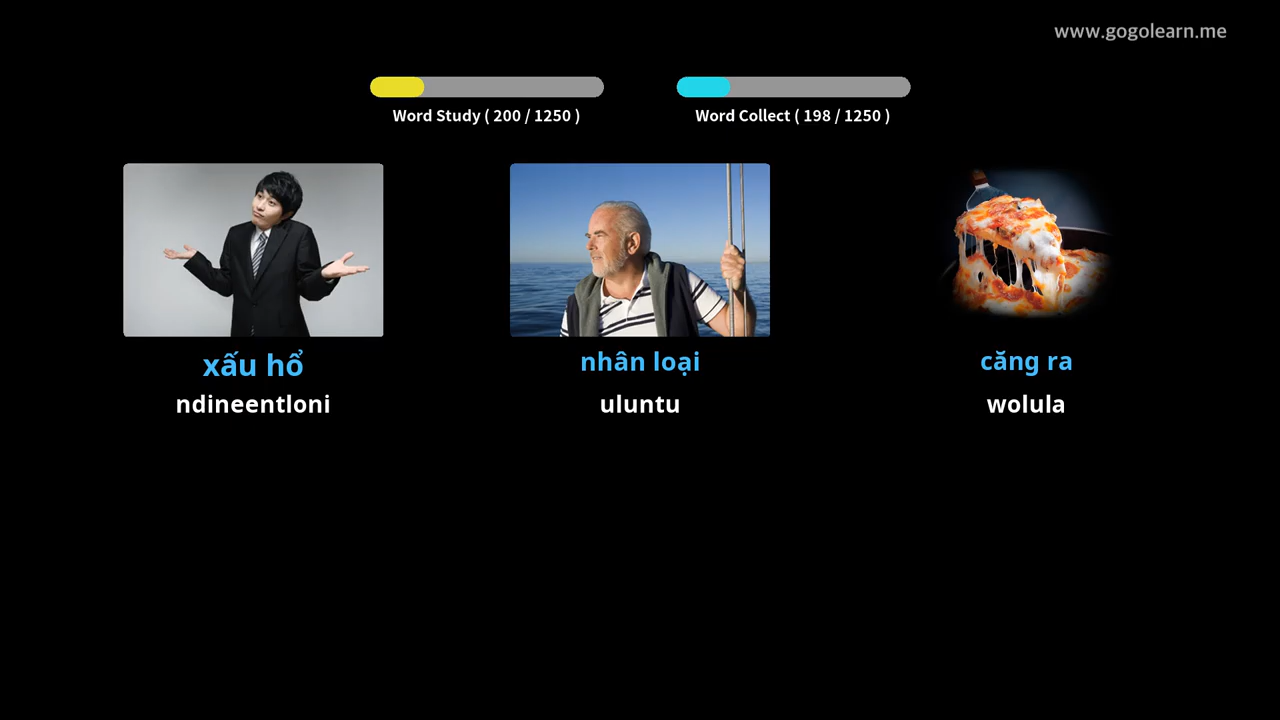 www.gogolearn.me
Word Study ( 200 / 1250 )
Word Collect ( 198 / 1250 )
xấu hổ
nhân loại
căng ra
ndineentloni
uluntu
wolula